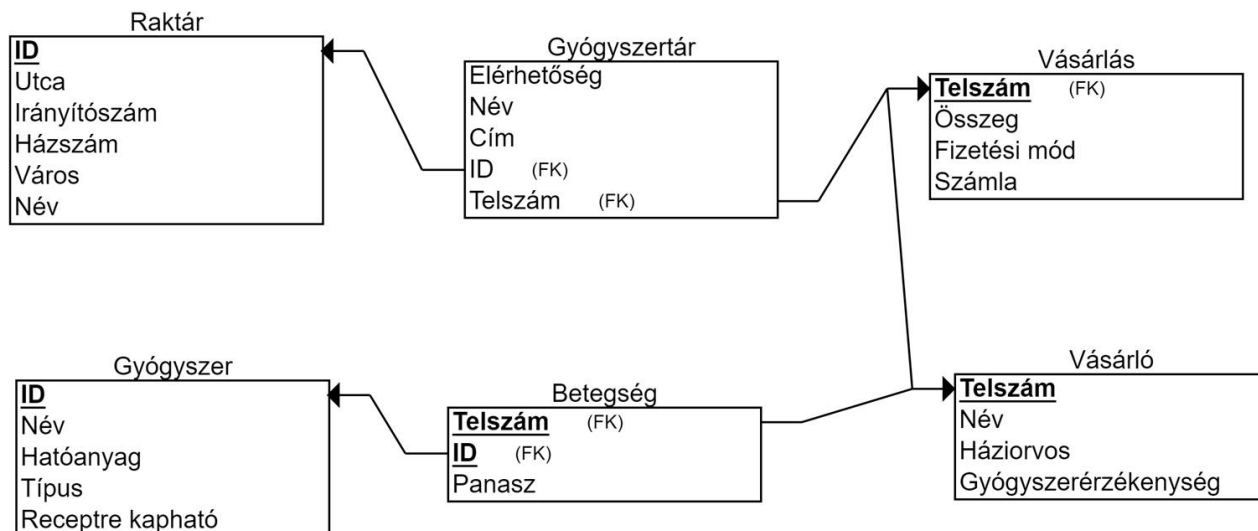 Raktár
ID
Utca
Irányítószám
Házszám
Város
Név
Gyógyszertár
Elérhetőség
Név
Cím
ID (FK)
Telszám (FK)
Vásárlás
Telszám (FK)
Összeg
Fizetési mód
Számla
Gyógyszer
ID
Név
Hatóanyag
Típus
Receptre kapható
Betegség
Telszám (FK)
ID (FK)
Panasz
Vásárló
Telszám
Név
Háziorvos
Gyógyszerérzékenység